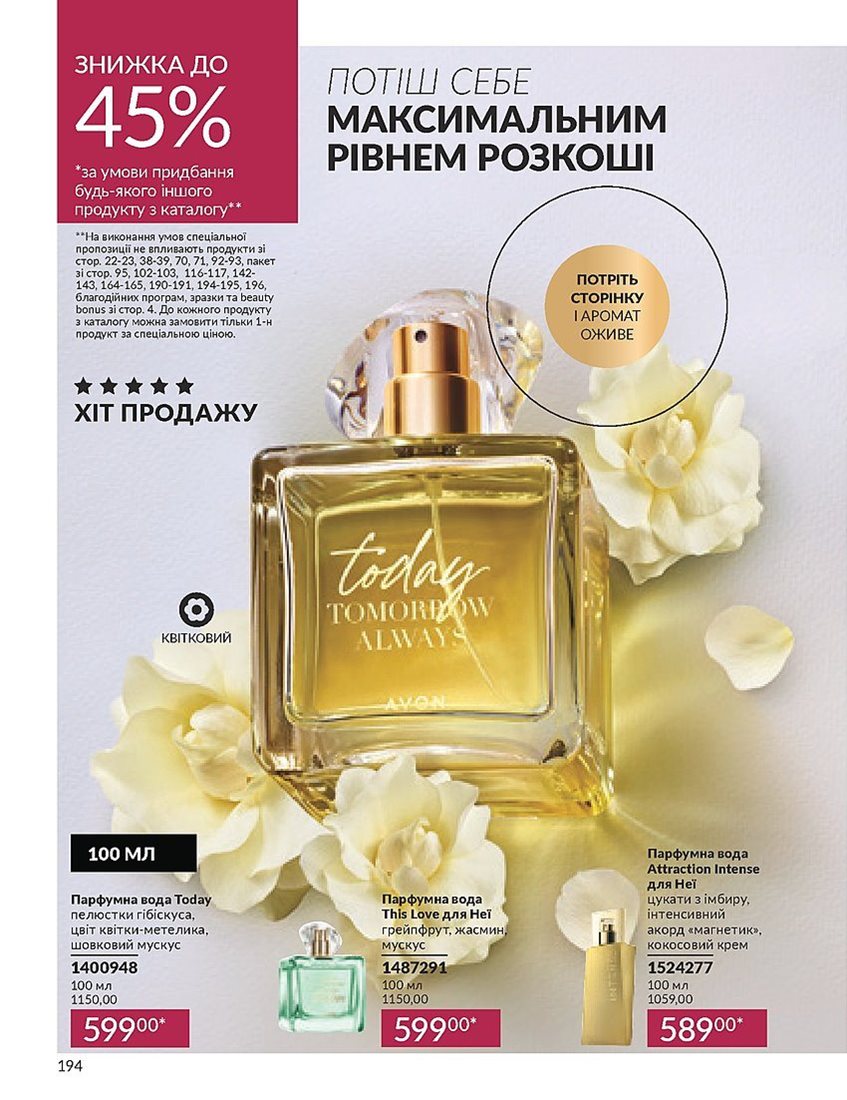 ЗНИЖКА ДО
45%
*за умови придбання
будь-якого іншого
продукту з каталогу**
ПОТІШ СЕБЕ
МАКСИМАЛЬНИМ
РІВНЕМ РОЗКОШІ
**На виконання умов спеціальної
пропозиції не впливають продукти зі
стор. 22-23, 38-39, 70, 71, 92-93, пакет
зі стор. 95, 102-103, 116-117, 142-
143, 164-165, 190-191, 194-195, 196,
благодійних програм, зразки та beauty
bonus зі стор. 4. До кожного продукту
з каталогу можна замовити тільки 1-н
продукт за спеціальною ціною.
ПОТРІТЬ
СТОРІНКУ
І АРОМАТ
ОЖИВЕ
ХІТ ПРОДАЖУ
today
TOMORROW
ALWAYS
AVON
КВІТКОВИЙ
100 МЛ
Парфумна вода Today
пелюстки гібіскуса,
цвіт квітки-метелика,
шовковий мускус
1400948
100 мл
1150,00
59900*
Парфумна вода
This Love для Неї
грейпфрут, жасмин,
мускус
1487291
100 мл
1150,00
59900*
Парфумна вода
Attraction Intense
для Неї
цукати з імбиру,
інтенсивний
акорд «магнетик»,
кокосовий крем
1524277
100 мл
1059,00
58900*
194